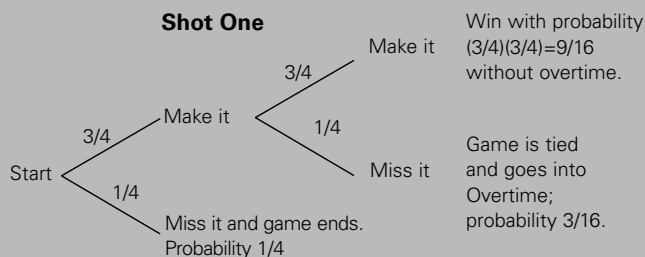 Shot One
Win with probability
(3/4)(3/4)=9/16
without overtime.
Make it
3/4
Make it
3/4
1/4
Game is tied
and goes into
Overtime;
probability 3/16.
Miss it
Start
1/4
Miss it and game ends.
Probability 1/4